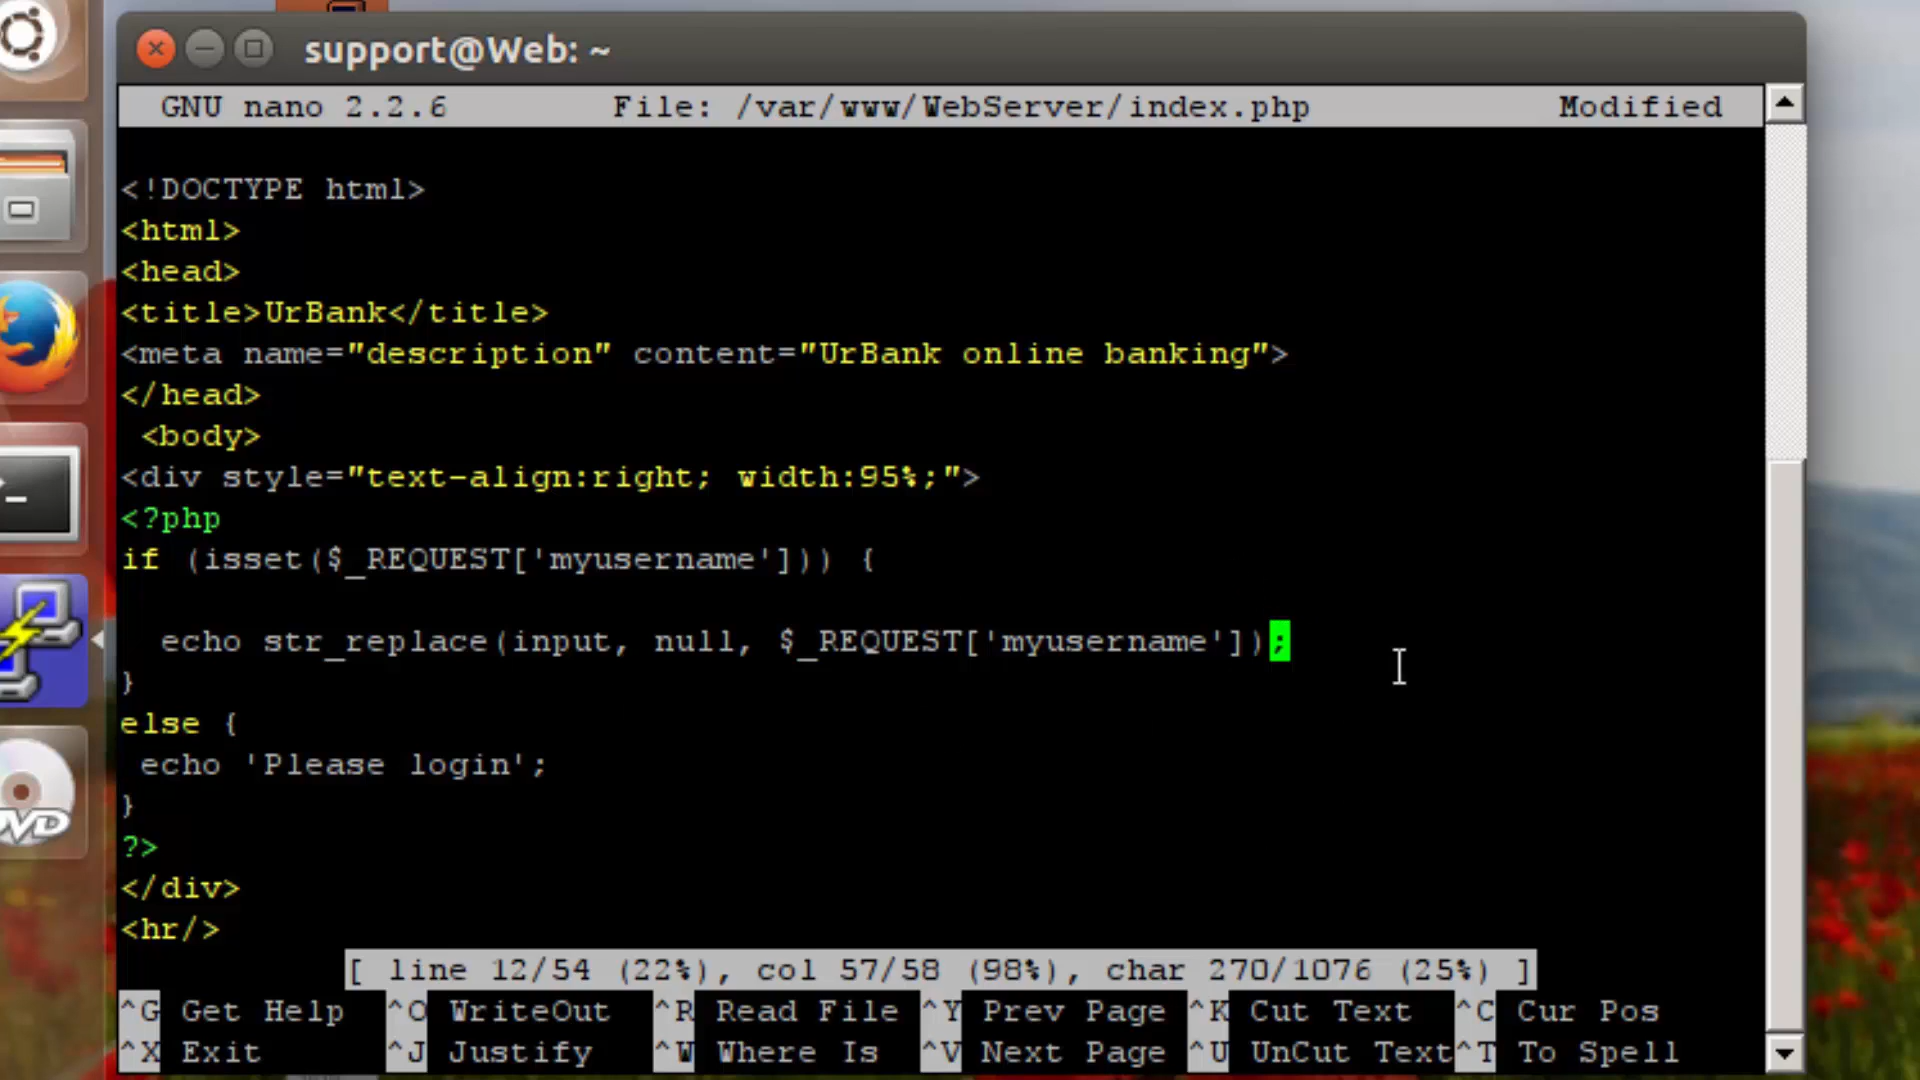 support@Web: ~
GNU nano 2.2.6 File: /var/www/WebServer/index.php Modified
<!DOCTYPE html>
<html>
<head>
<title>UrBank</title>
<meta name="description" content="UrBank online banking">
</head>
<body>
<div style="text-align:right; width:95%;">
<?php
if (isset($_REQUEST['myusername'])) {
echo str_replace(input, null, $_REQUEST['myusername']);
}
else {
echo 'Please login';
}
?>
</div>
<hr/>
[ line 12/54 (22%), col 57/58 (98%), char 270/1076 (25%) ]
^G Get Help ^O WriteOut ^R Read File ^Y Prev Page ^K Cut Text ^C Cur Pos
^X Exit ^J Justify ^W Where Is ^V Next Page ^U UnCut Text ^T To Spell
DVD